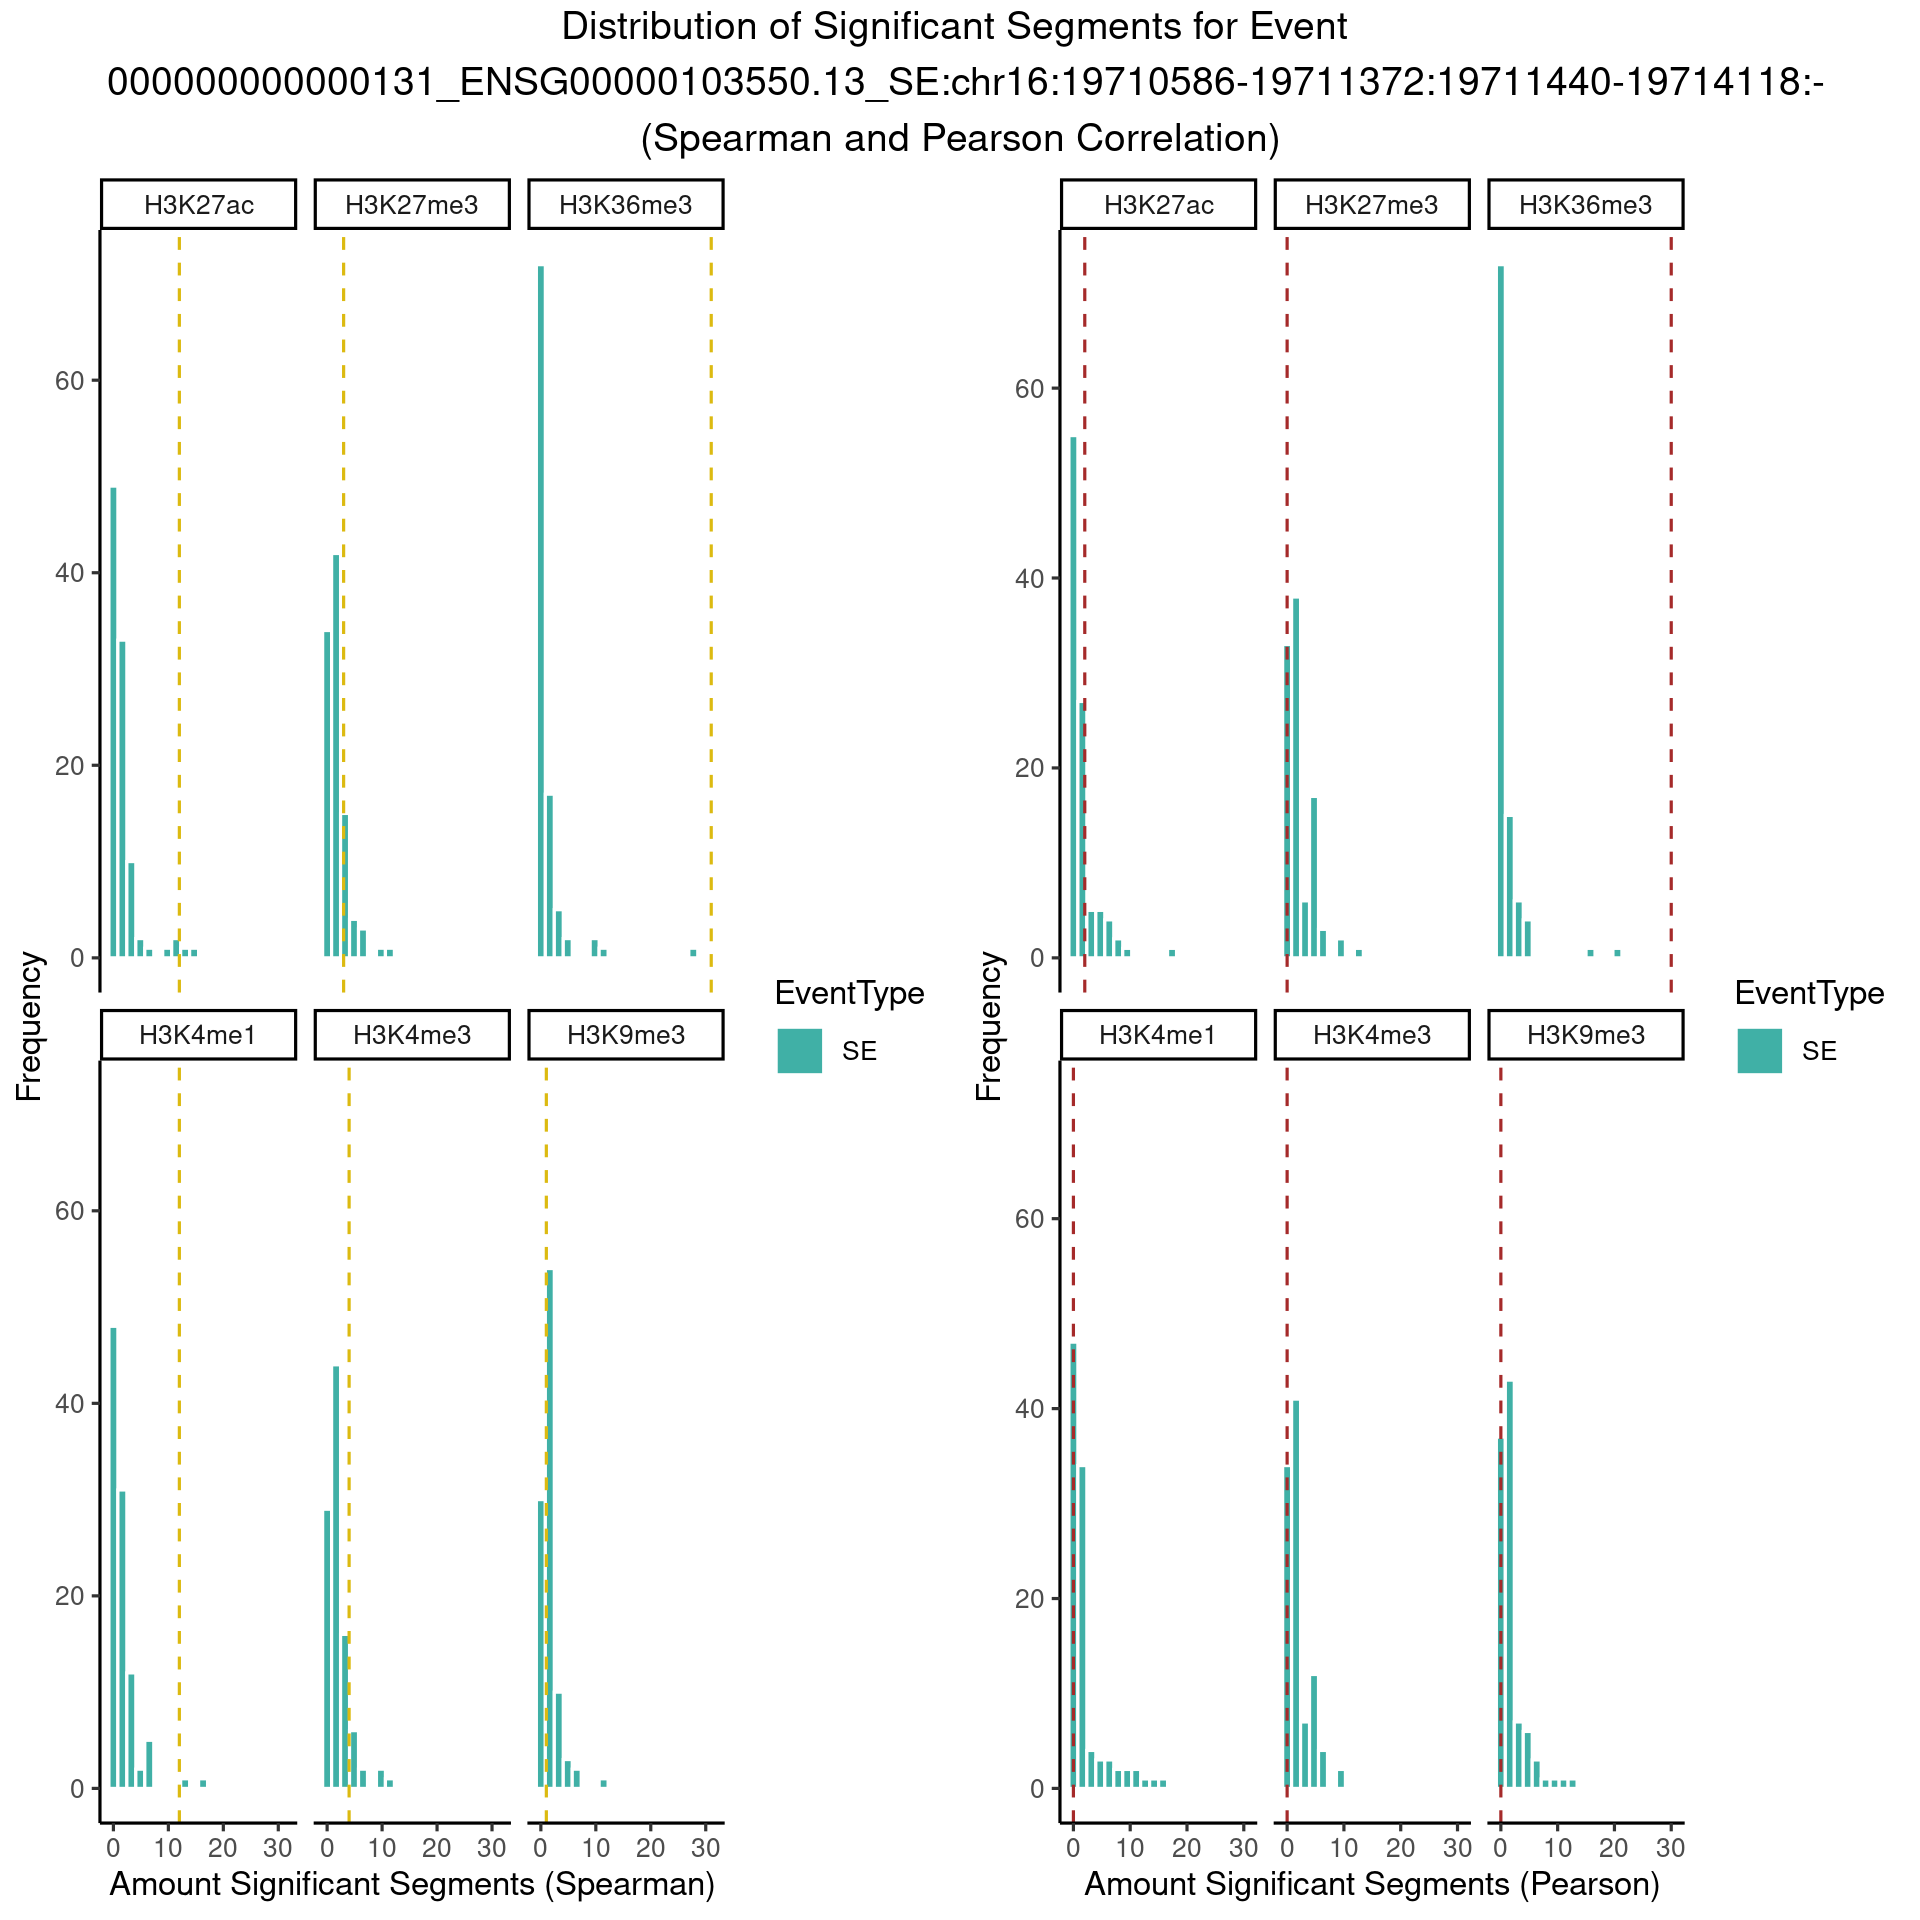 Distribution of Significant Segments for Event
000000000000131_ENSG00000103550.13_SE:chr16:19710586-19711372:19711440-19714118:-
(Spearman and Pearson Correlation)
H3K27ac H3K27me3 H3K36me3
60
40
20
0
H3K4me1 H3K4me3 H3K9me3
60
40
20
0
0 10 20 30 0 10 20 30 0 10 20 30
Amount Significant Segments (Spearman)
Frequency
EventType
SE
H3K27ac H3K27me3 H3K36me3
60
40
20
0
H3K4me1 H3K4me3 H3K9me3
60
40
20
0
0 10 20 30 0 10 20 30 0 10 20 30
Amount Significant Segments (Pearson)
Frequency
EventType
SE